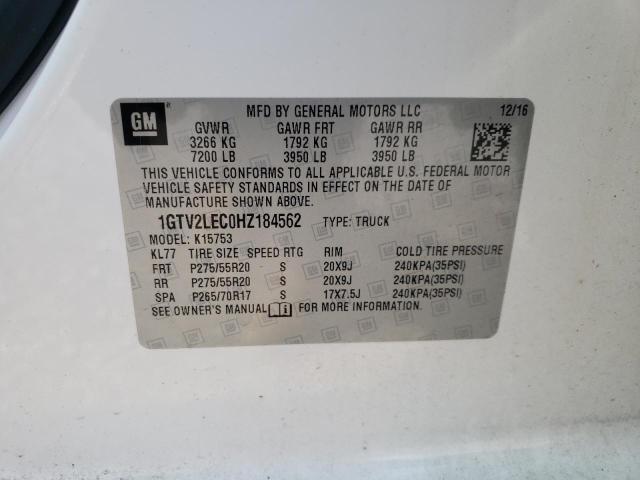 GM
MFD BY GENERAL MOTORS LLC 12/16
GVWR GAWR FRT GAWR RR
3266 KG 1792 KG 1792 KG
7200 LB 3950 LB 3950 LB
THIS VEHICLE CONFORMS TO ALL APPLICABLE U.S. FEDERAL MOTOR
VEHICLE SAFETY STANDARDS IN EFFECT ON THE DATE OF
MANUFACTURE SHOWN ABOVE.
1GTV2LEC0HZ184562 TYPE: TRUCK
MODEL: K15753
KL77 TIRE SIZE SPEED RTG RIM COLD TIRE PRESSURE
FRT P275/55R20 S 20X9J 240KPA(35PSI)
RR P275/55R20 S 20X9J 240KPA(35PSI)
SPA P265/70R17 S 17X7.5J 240KPA(35PSI)
SEE OWNER'S MANUAL FOR MORE INFORMATION.